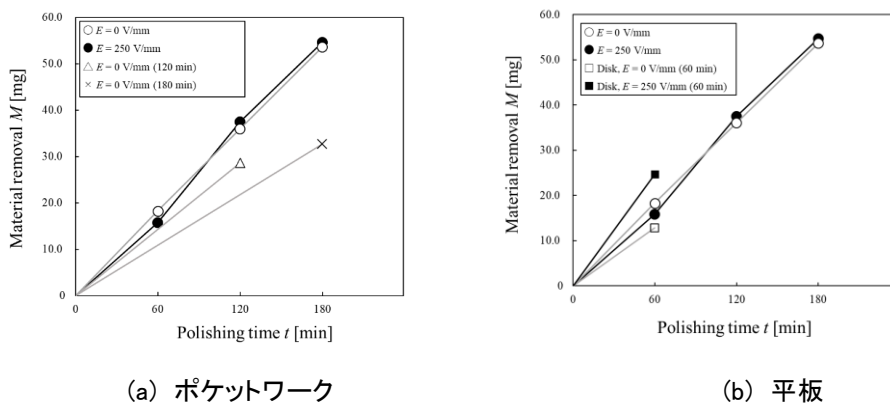 60.0
50.0
40.0
30.0
20.0
10.0
0
Material removal M [mg]
E = 0 V/mm
E = 250 V/mm
E = 0 V/mm (120 min)
E = 0 V/mm (180 min)
0
60
120
180
Polishing time t [min]
(a) ポケットワーク
60.0
50.0
40.0
30.0
20.0
10.0
0
Material removal M [mg]
E = 0 V/mm
E = 250 V/mm
Disk, E = 0 V/mm (60 min)
Disk, E = 250 V/mm (60 min)
0
60
120
180
Polishing time t [min]
(b) 平板